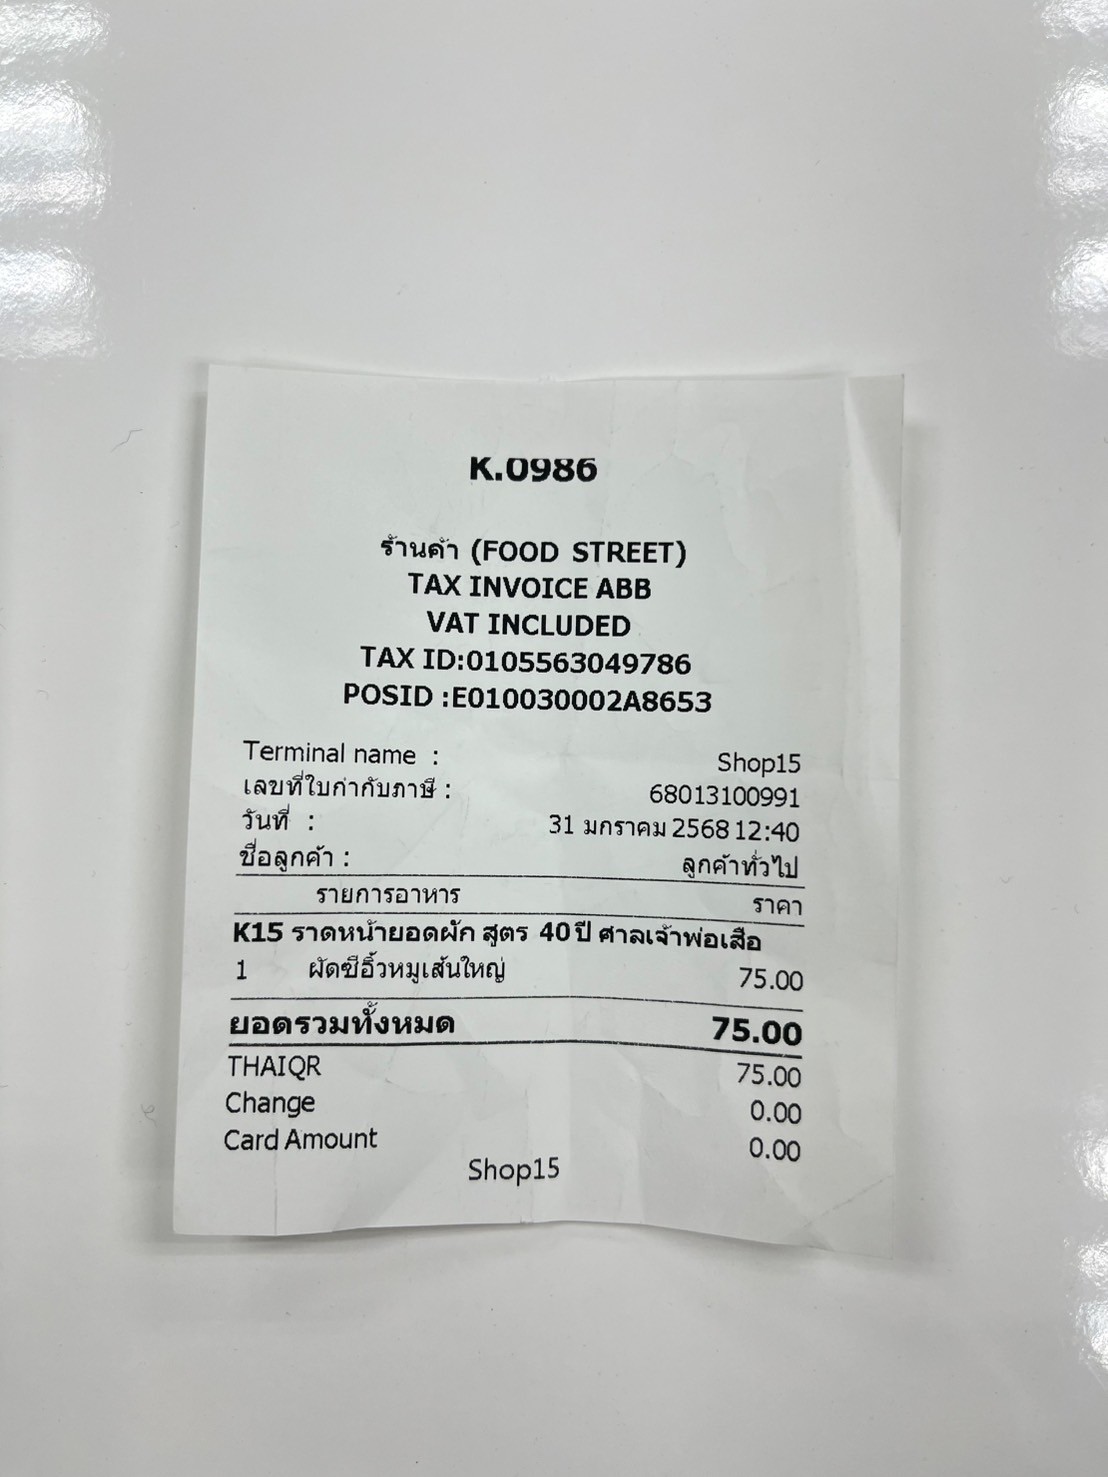 K.0986
ร้านค้า (FOOD STREET)
TAX INVOICE ABB
VAT INCLUDED
TAX ID:0105563049786
POSID :E010030002A8653
Terminal name : Shop15
เลขที่ใบกำกับภาษี : 68013100991
วันที่ : 31 มกราคม 2568 12:40
ชื่อลูกค้า : ลูกค้าทั่วไป
รายการอาหาร ราคา
K15 ราดหน้ายอดผัก สูตร 40 ปี ศาลเจ้าพ่อเสือ
1 ผัดซีอิ้วหมูเส้นใหญ่ 75.00
ยอดรวมทั้งหมด 75.00
THAIQR 75.00
Change 0.00
Card Amount 0.00
Shop15